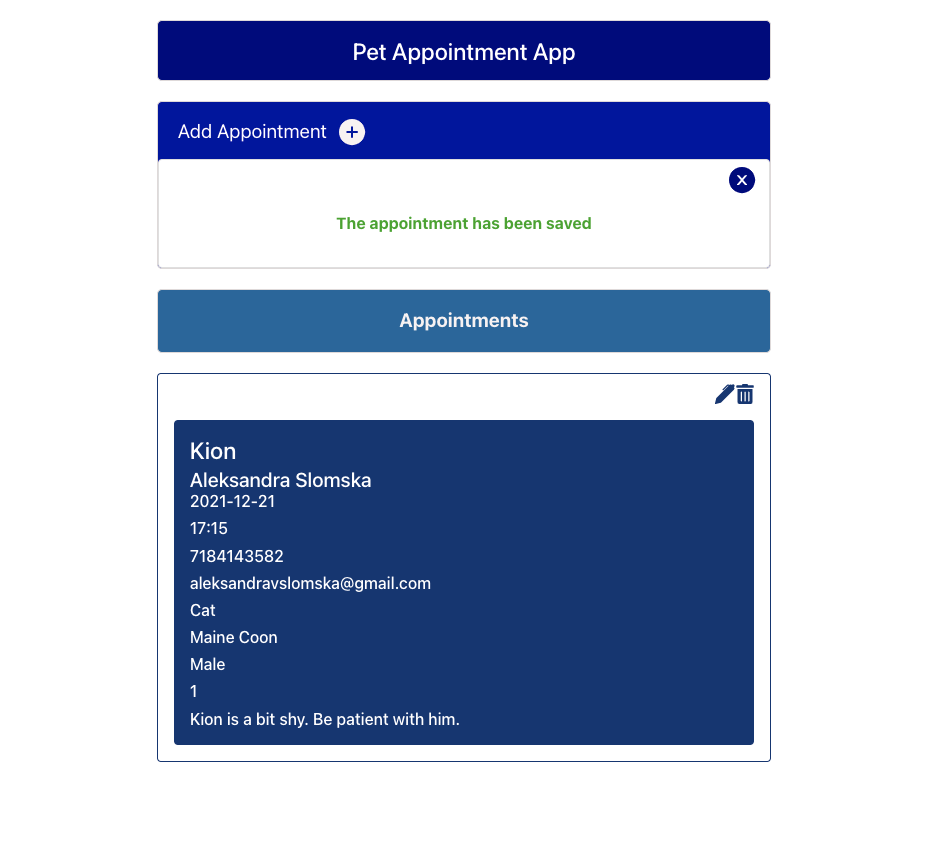 Pet Appointment App
Add Appointment +
X
The appointment has been saved
Appointments
Kion
Aleksandra Slomska
2021-12-21
17:15
7184143582
aleksandravslomska@gmail.com
Cat
Maine Coon
Male
1
Kion is a bit shy. Be patient with him.